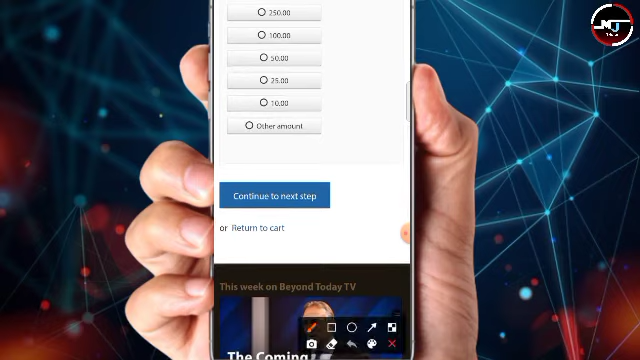 MJ
250.00
100.00
50.00
25.00
10.00
Other amount
Continue to next step
or Return to cart
This week on Beyond Today TV
The Coming